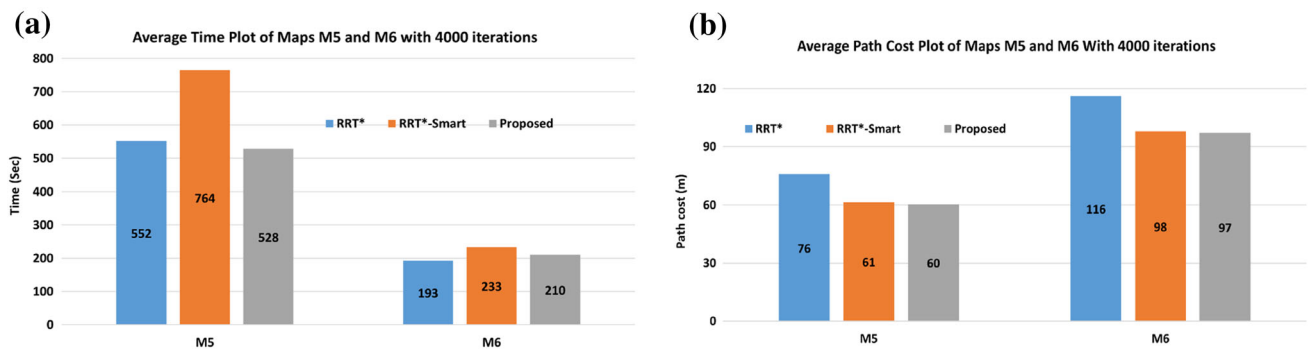 (a)
Average Time Plot of Maps M5 and M6 with 4000 iterations
Time (Sec)
800
700
600
500
400
300
200
100
0
RRT* RRT*-Smart Proposed
552 764 528
193 233 210
M5 M6
(b)
Average Path Cost Plot of Maps M5 and M6 With 4000 iterations
Path cost (m)
120
90
60
30
0
RRT* RRT*-Smart Proposed
76 61 60
116 98 97
M5 M6